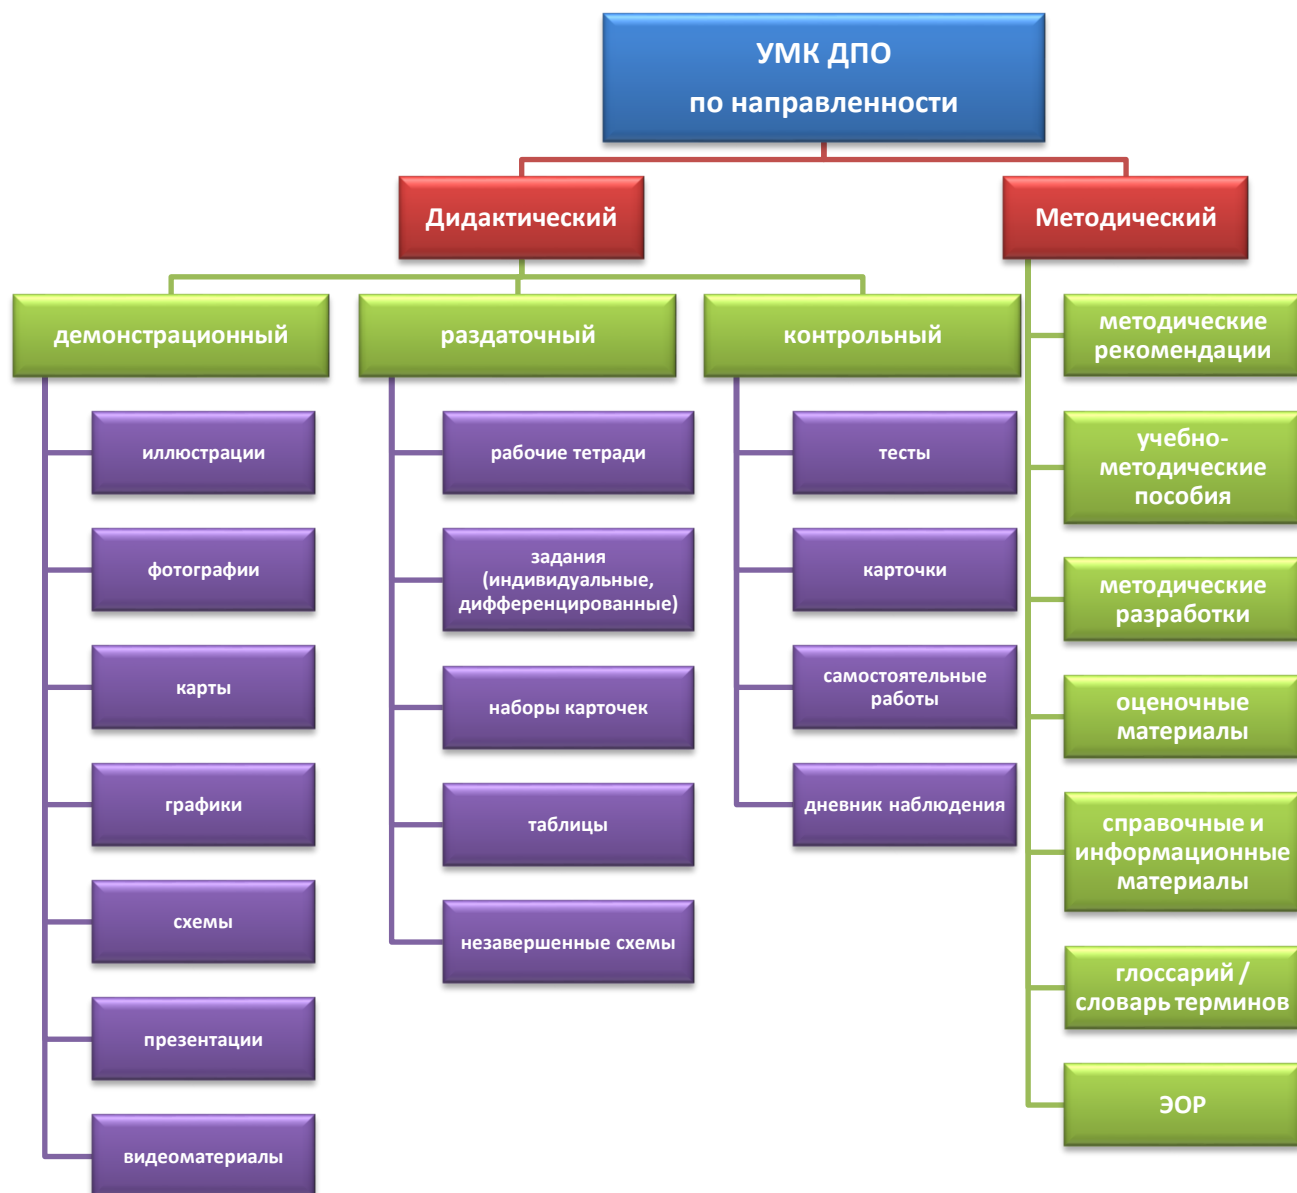 УМК ДПО
по направленности
Дидактический
Методический
демонстрационный
раздаточный
контрольный
методические
рекомендации
иллюстрации
фотографии
карты
графики
схемы
презентации
видеоматериалы
рабочие тетради
задания
(индивидуальные,
дифференцированные)
наборы карточек
таблицы
незавершенные схемы
тесты
карточки
самостоятельные
работы
дневник наблюдения
учебно-
методические
пособия
методические
разработки
оценочные
материалы
справочные и
информационные
материалы
глоссарий /
словарь терминов
ЭОР